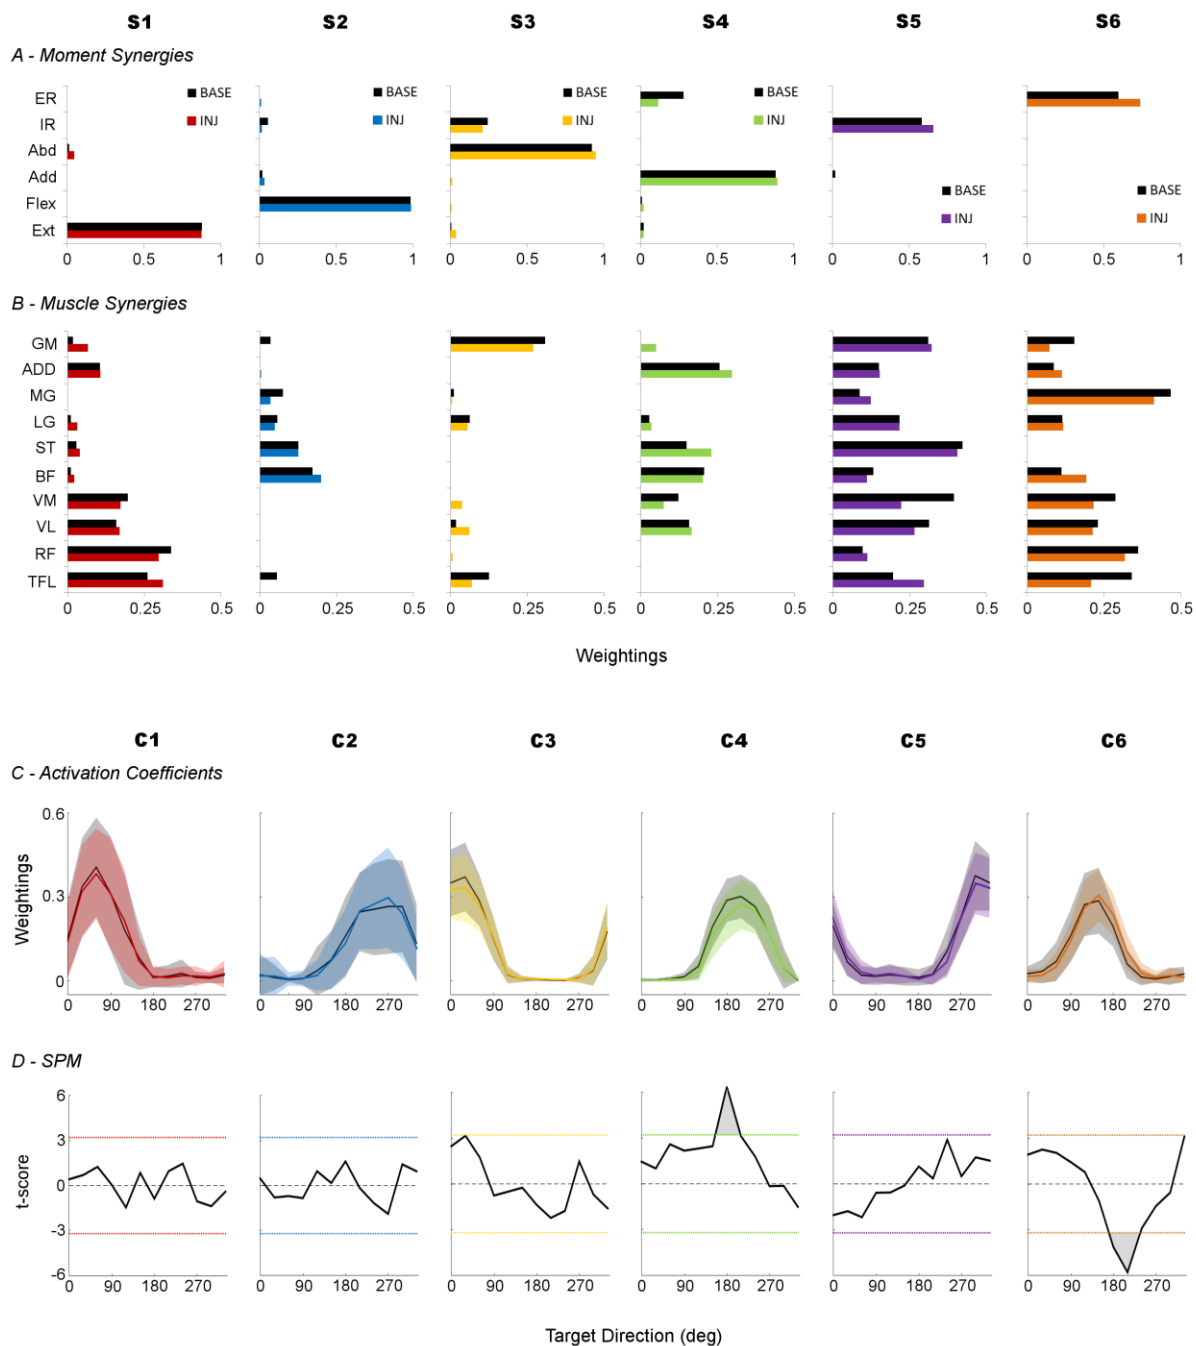 S1 S2 S3 S4 S5 S6
A - Moment Synergies
ER
IR
Abd
Add
Flex
Ext
BASE
INJ
BASE
INJ
BASE
INJ
BASE
INJ
BASE
INJ
BASE
INJ
0 0.5 1 0 0.5 1 0 0.5 1 0 0.5 1 0 0.5 1 0 0.5 1
B - Muscle Synergies
GM
ADD
MG
LG
ST
BF
VM
VL
RF
TFL
0 0.25 0.5 0 0.25 0.5 0 0.25 0.5 0 0.25 0.5 0 0.25 0.5 0 0.25 0.5
Weightings
C1 C2 C3 C4 C5 C6
C - Activation Coefficients
Weightings
0.6
0.3
0
0 90 180 270 0 90 180 270 0 90 180 270 0 90 180 270 0 90 180 270 0 90 180 270
D - SPM
t-score
6
3
0
-3
-6
0 90 180 270 0 90 180 270 0 90 180 270 0 90 180 270 0 90 180 270 0 90 180 270
Target Direction (deg)